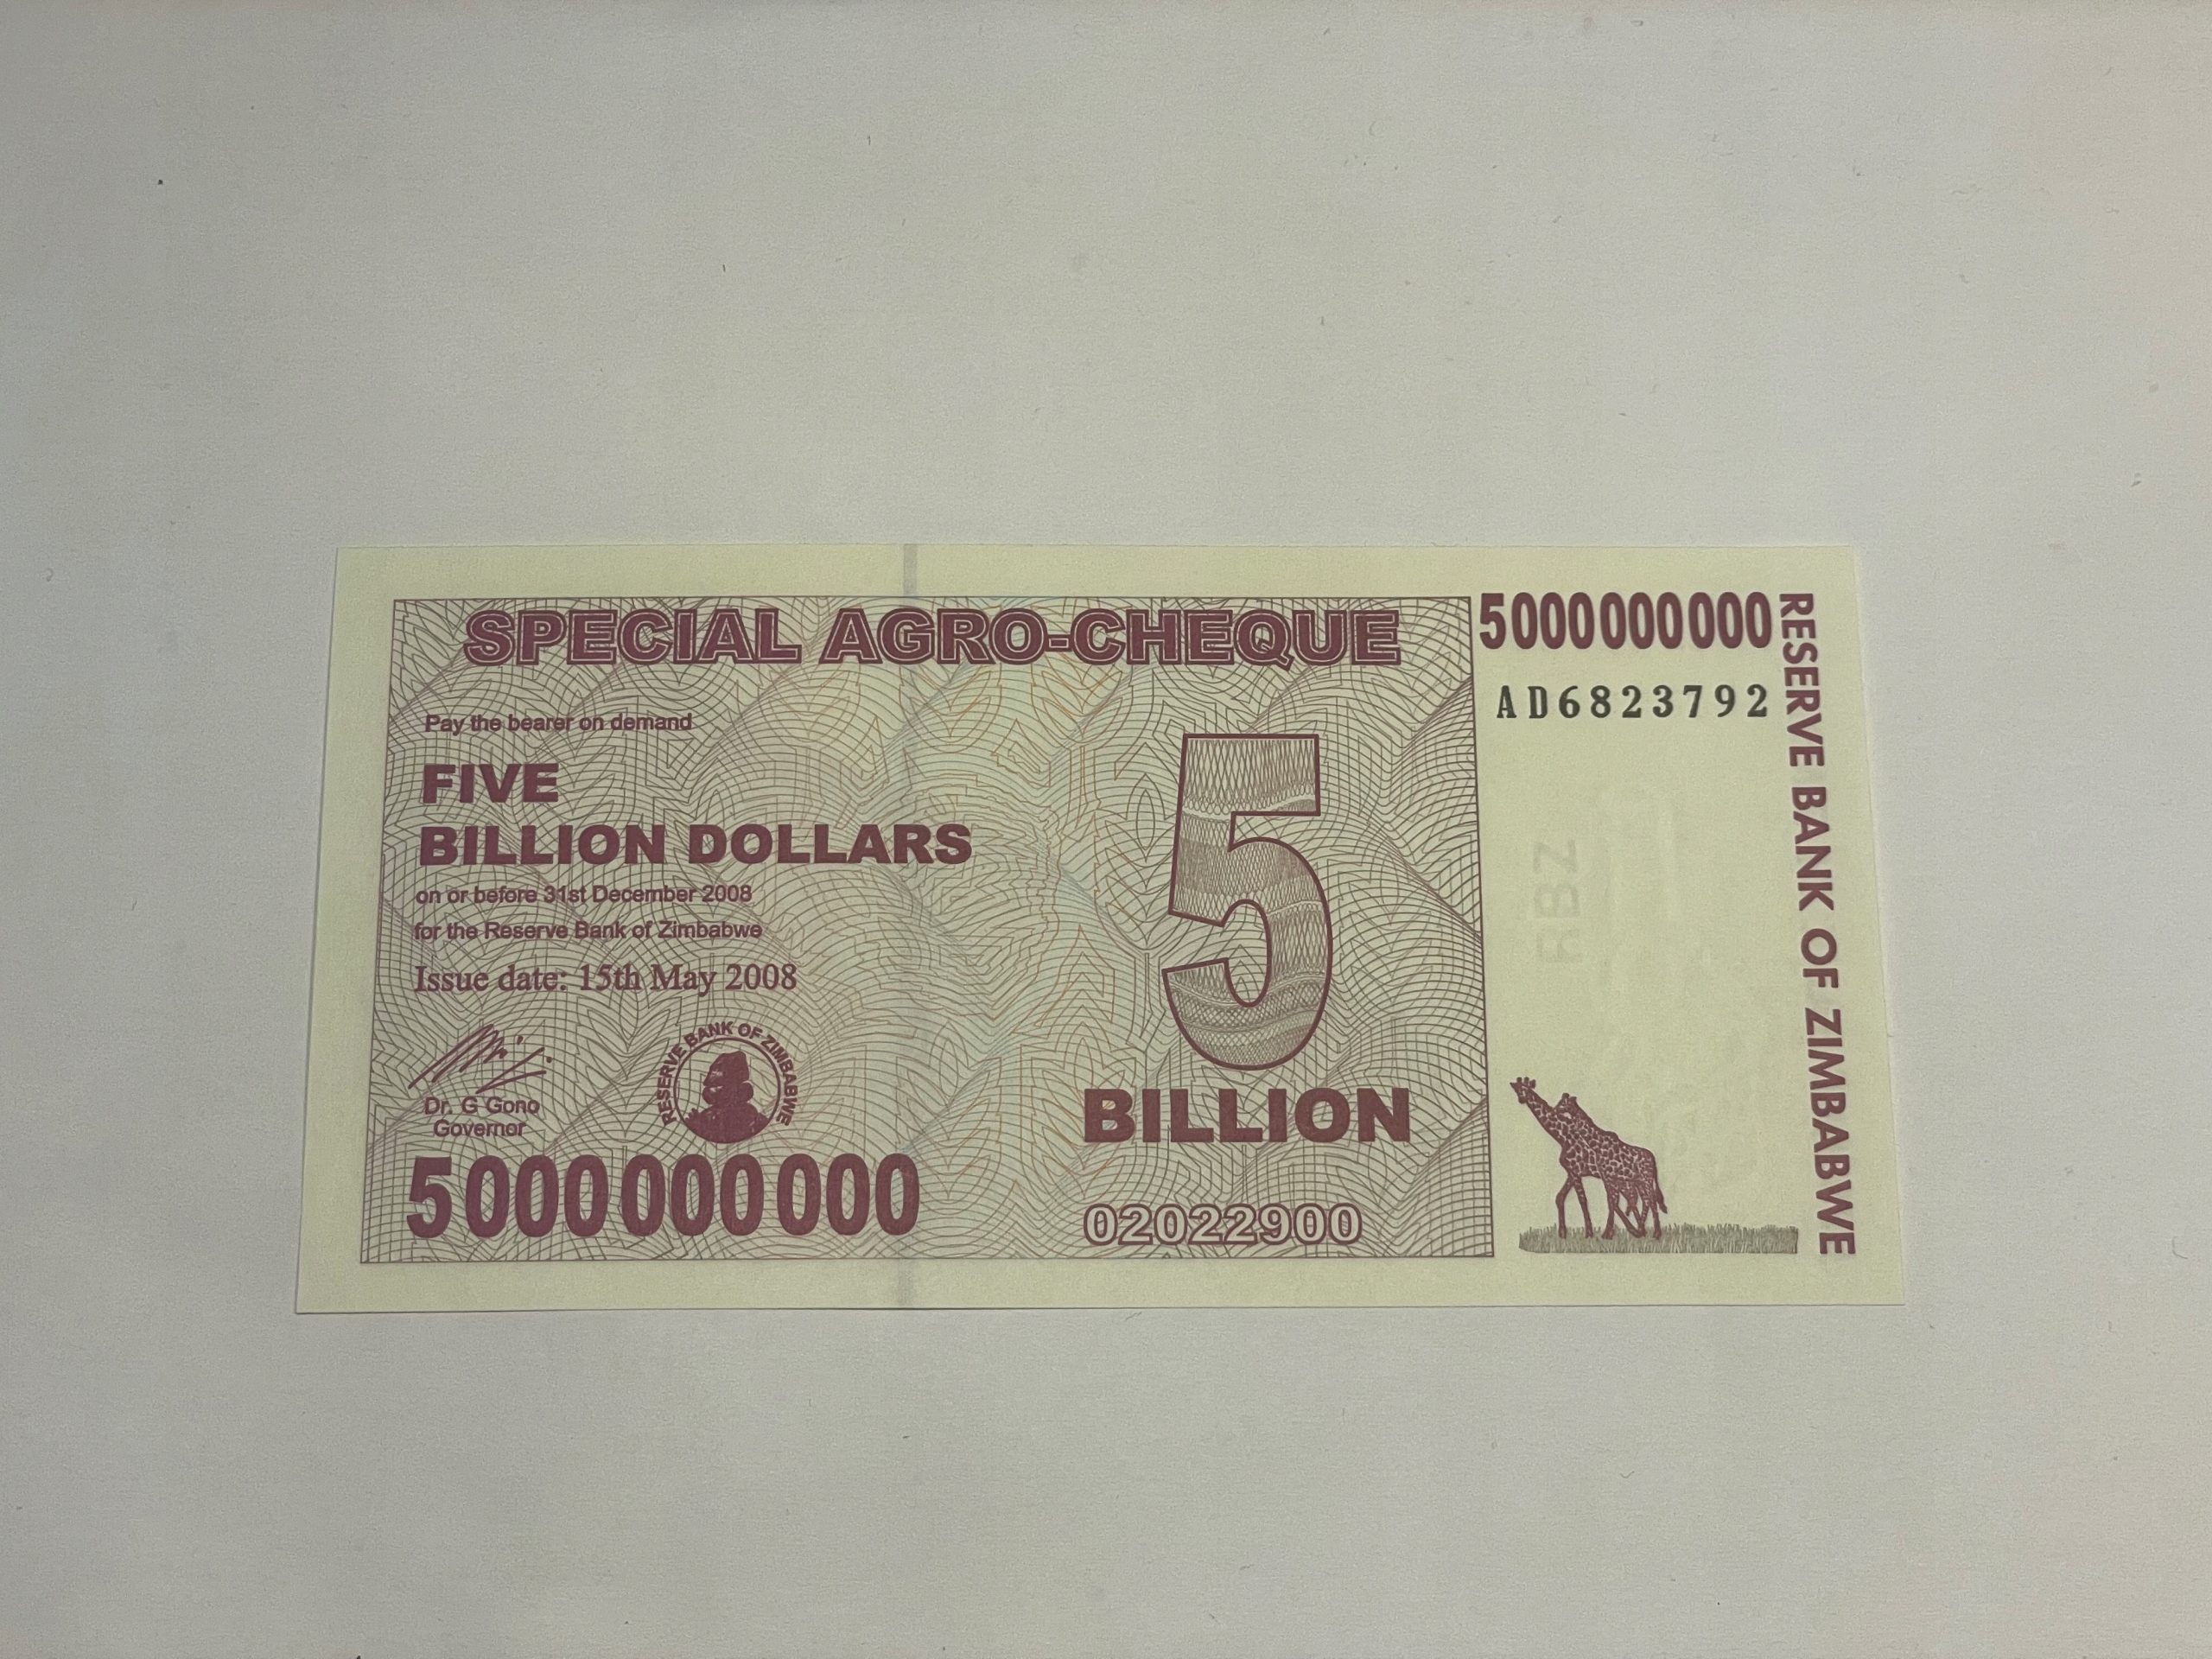 SPECIAL AGRO-CHEQUE
5000000000
AD6823792
RESERVE BANK OF ZIMBABWE
Pay the bearer on demand
FIVE
BILLION DOLLARS
on or before 31st December 2008
for the Reserve Bank of Zimbabwe
Issue date: 15th May 2008
5
BILLION
RBZ
Dr. G Gono
Governor
RESERVE BANK OF ZIMBABWE
5000000000
02022900